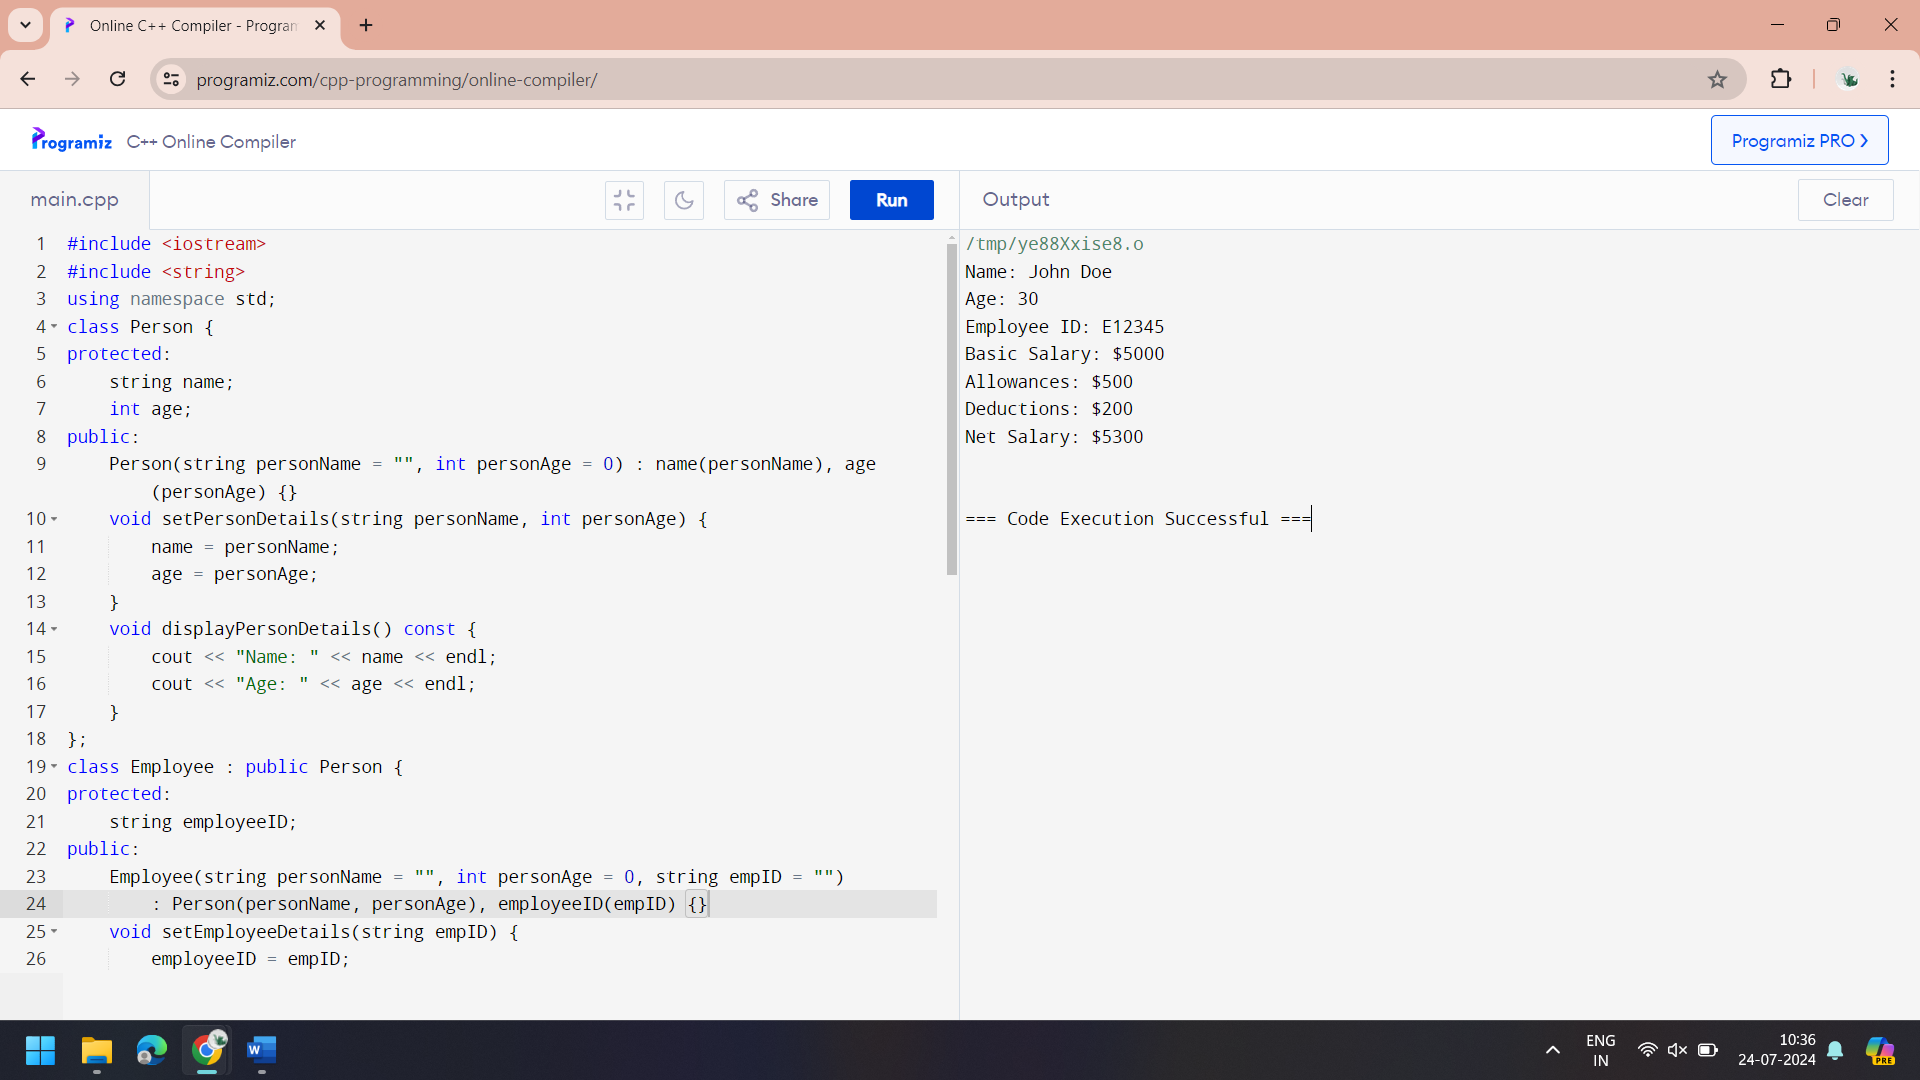 Online C++ Compiler - Program
programiz.com/cpp-programming/online-compiler/
Programiz C++ Online Compiler
Programiz PRO
main.cpp
Share
Run
Output
Clear
1 #include <iostream>
2 #include <string>
3 using namespace std;
4 class Person {
5 protected:
6 string name;
7 int age;
8 public:
9 Person(string personName = "", int personAge = 0) : name(personName), age
(personAge) {}
10 void setPersonDetails(string personName, int personAge) {
11 name = personName;
12 age = personAge;
13 }
14 void displayPersonDetails() const {
15 cout << "Name: " << name << endl;
16 cout << "Age: " << age << endl;
17 }
18 };
19 class Employee : public Person {
20 protected:
21 string employeeID;
22 public:
23 Employee(string personName = "", int personAge = 0, string empID = "")
24 : Person(personName, personAge), employeeID(empID) {}
25 void setEmployeeDetails(string empID) {
26 employeeID = empID;
/tmp/ye88Xxise8.o
Name: John Doe
Age: 30
Employee ID: E12345
Basic Salary: $5000
Allowances: $500
Deductions: $200
Net Salary: $5300
=== Code Execution Successful ===
W
ENG
IN
10:36
24-07-2024
PRE